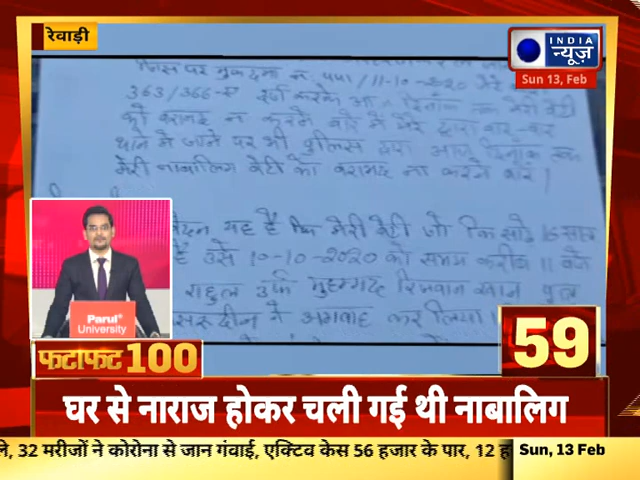 रेवाड़ी
INDIA
न्यूज़
Sun 13, Feb
जिस पर मुकदमा न. 441/11-10-2020
363/366-ए दर्ज करके आज दिनांक तक मेरी बेटी
को बरामद न करने बारे में मेरे द्वारा बार-बार
थाने में जाने पर भी पुलिस द्वारा आज दिनांक तक
मेरी नाबालिग बेटी को बरामद ना करने बारे।
यह है कि मेरी बेटी जो कि साढे 16 साल
है उसे 10-10-2020 को समय करीब 11 बजे
राहुल उर्फ मुहम्मद रिजवान खान पुत्र
ने अगवाह कर लिया।
Parul
University
फटाफट 100
59
घर से नाराज होकर चली गई थी नाबालिग
ले, 32 मरीजों ने कोरोना से जान गंवाई, एक्टिव केस 56 हजार के पार, 12 ह
Sun, 13 Feb